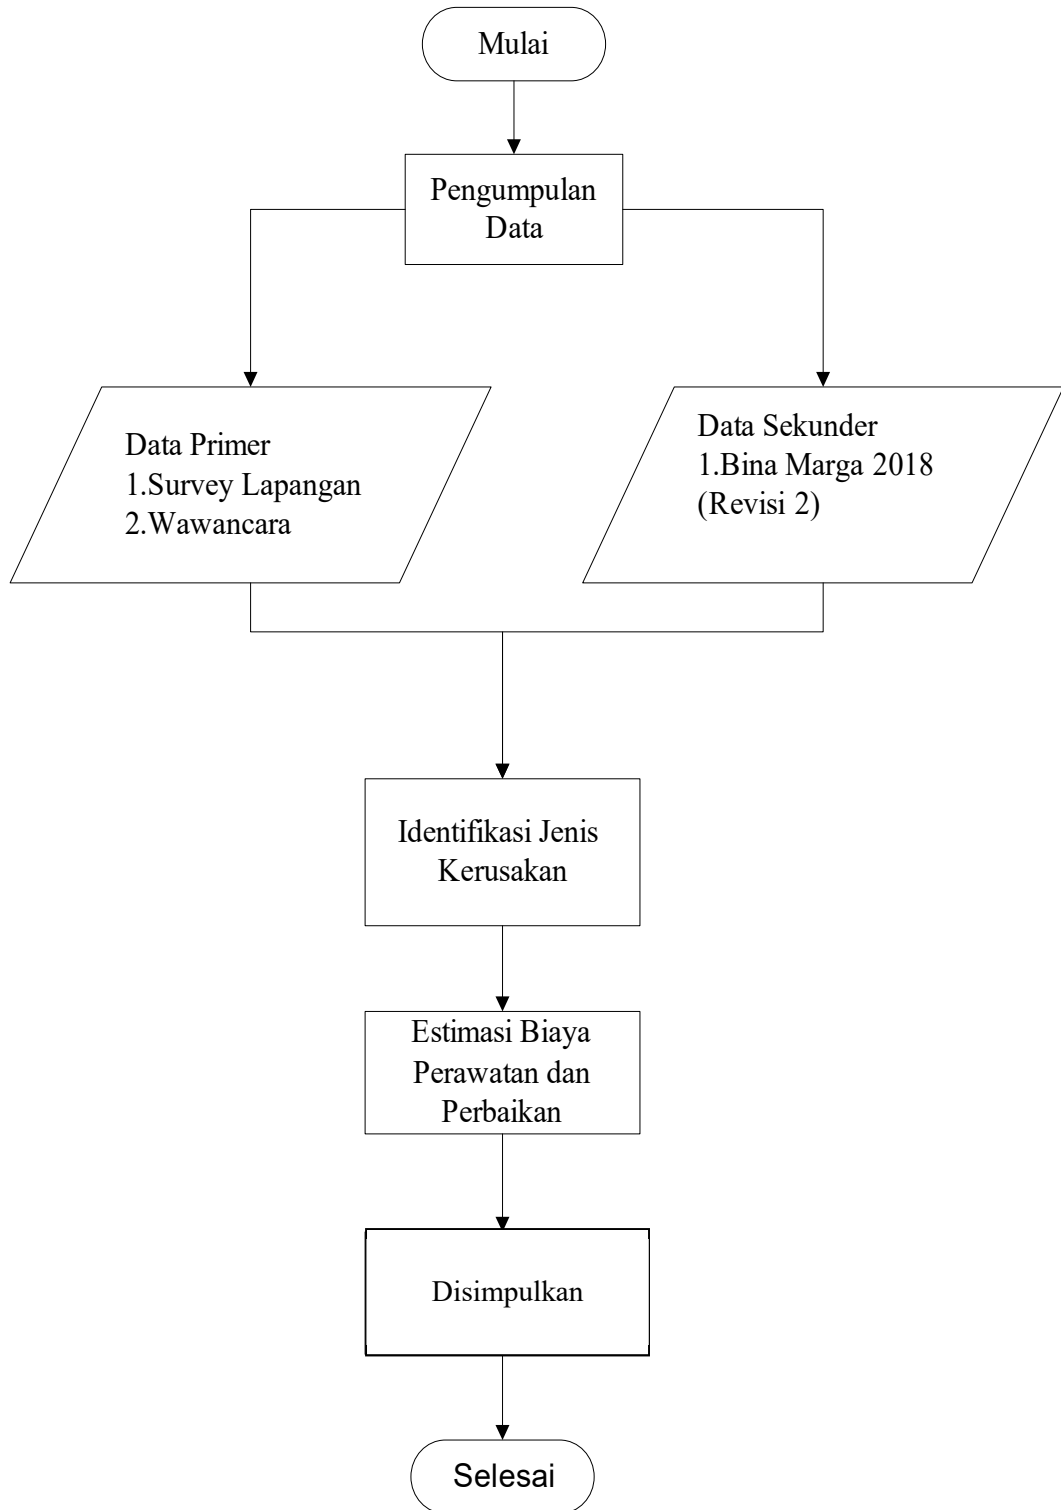 Mulai
Pengumpulan
Data
Data Primer
1.Survey Lapangan
2.Wawancara
Data Sekunder
1.Bina Marga 2018
(Revisi 2)
Identifikasi Jenis
Kerusakan
Estimasi Biaya
Perawatan dan
Perbaikan
Disimpulkan
Selesai